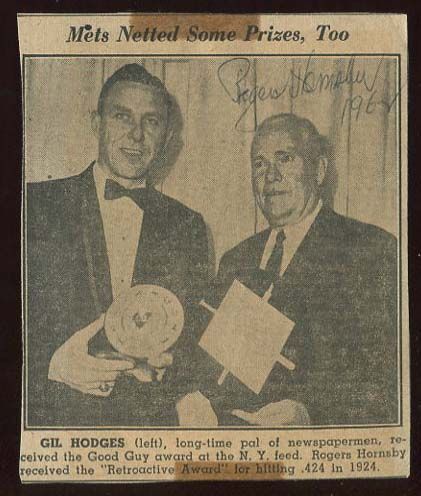 Mets Netted Some Prizes, Too
Rogers Hornsby
1962
GIL HODGES (left), long-time pal of newspapermen, re-
ceived the Good Guy award at the N. Y. feed. Rogers Hornsby
received the "Retroactive Award" for hitting .424 in 1924.